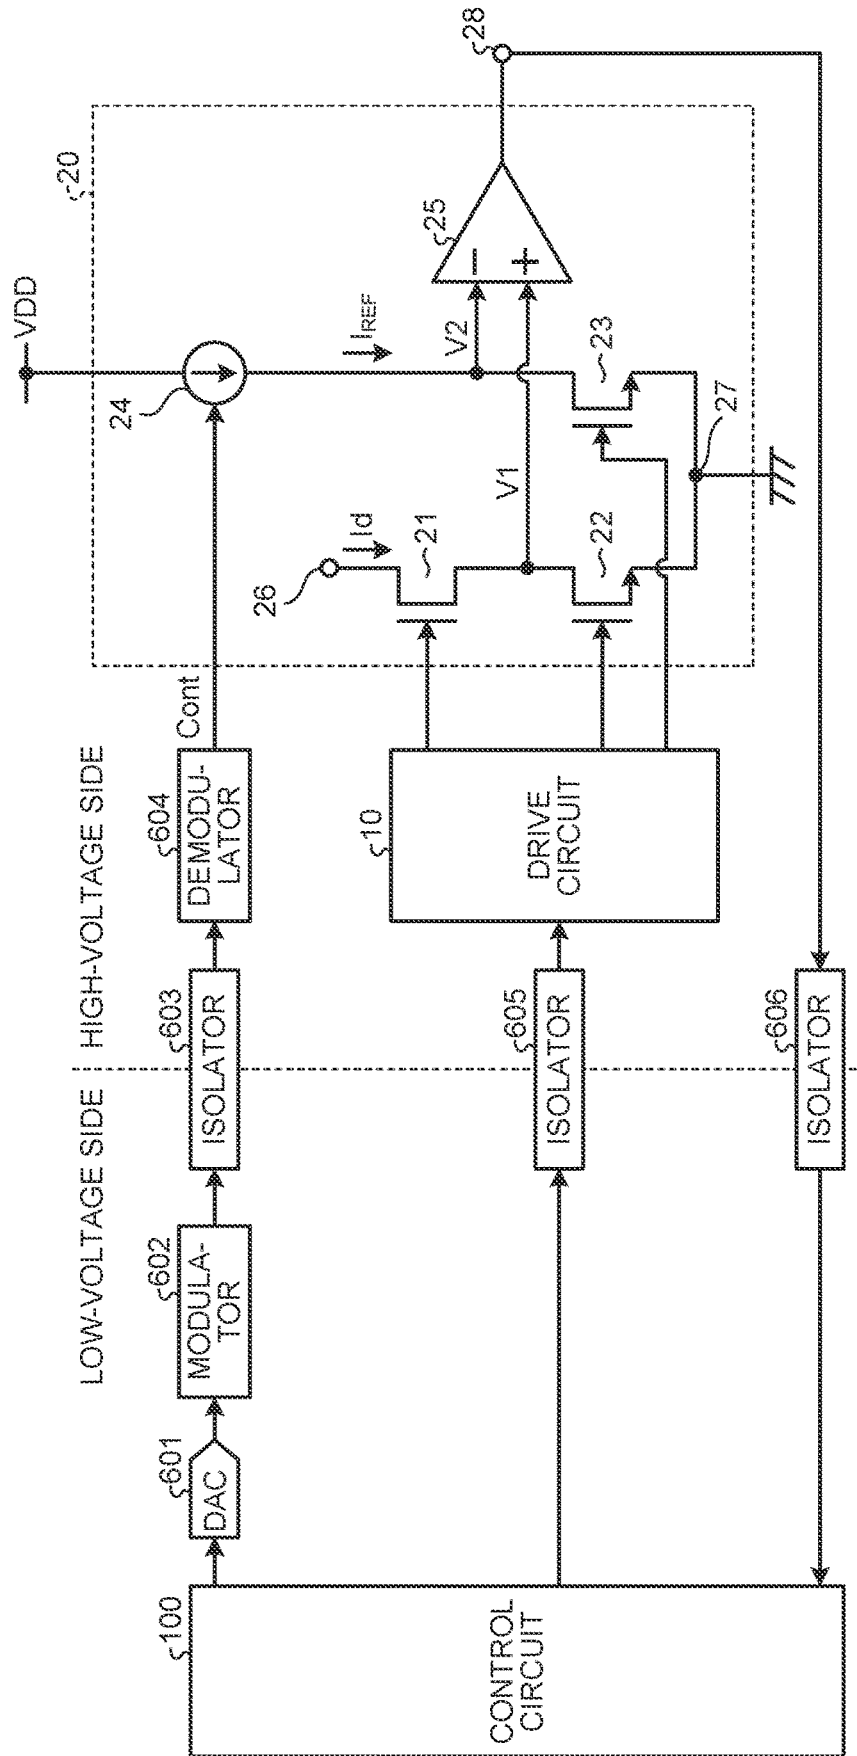 LOW-VOLTAGE SIDE
HIGH-VOLTAGE SIDE
100
CONTROL
CIRCUIT
601
DAC
602
MODULA-
TOR
603
ISOLATOR
604
DEMODU-
LATOR
Cont
605
ISOLATOR
10
DRIVE
CIRCUIT
606
ISOLATOR
20
VDD
24
IREF
26
Id
21
V1
22
V2
23
25
−
+
27
28